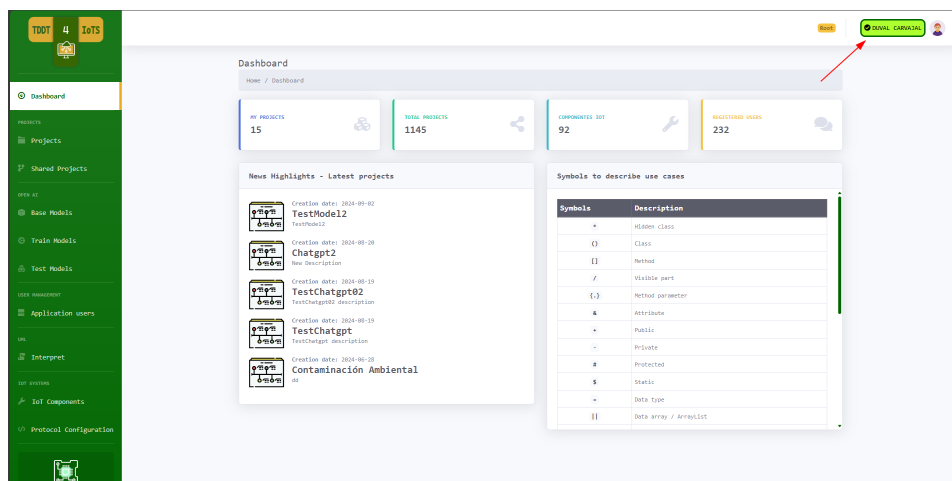 TDDT 4 IoTS
Root
DUVAL CARVAJAL
Dashboard
Home / Dashboard
Dashboard
PROJECTS
Projects
Shared Projects
OPEN AI
Base Models
Train Models
Test Models
USER MANAGEMENT
Application users
UML
Interpret
IOT SYSTEMS
IoT Components
Protocol Configuration
MY PROJECTS
15
TOTAL PROJECTS
1145
COMPONENTES IOT
92
REGISTERED USERS
232
News Highlights - Latest projects
Creation date: 2024-09-02
TestModel2
TestModel2
Creation date: 2024-08-20
Chatgpt2
New Description
Creation date: 2024-08-19
TestChatgpt02
TestChatgpt02 description
Creation date: 2024-08-19
TestChatgpt
TestChatgpt description
Creation date: 2024-06-28
Contaminación Ambiental
dd
Symbols to describe use cases
Symbols Description
* Hidden class
() Class
[] Method
/ Visible part
{.} Method parameter
& Attribute
+ Public
- Private
# Protected
$ Static
= Data type
|| Data array / ArrayList